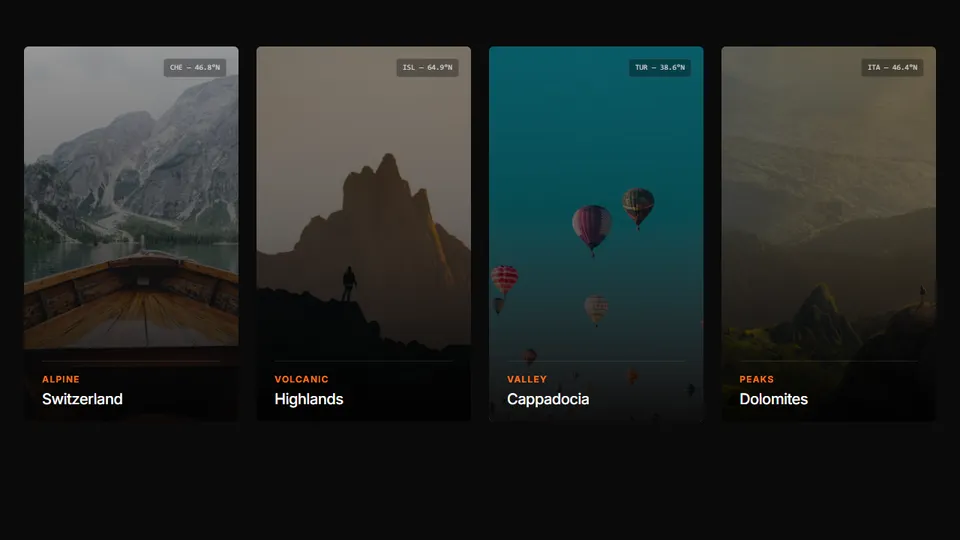 CHE — 46.8°N
ALPINE
Switzerland
ISL — 64.9°N
VOLCANIC
Highlands
TUR — 38.6°N
VALLEY
Cappadocia
ITA — 46.4°N
PEAKS
Dolomites